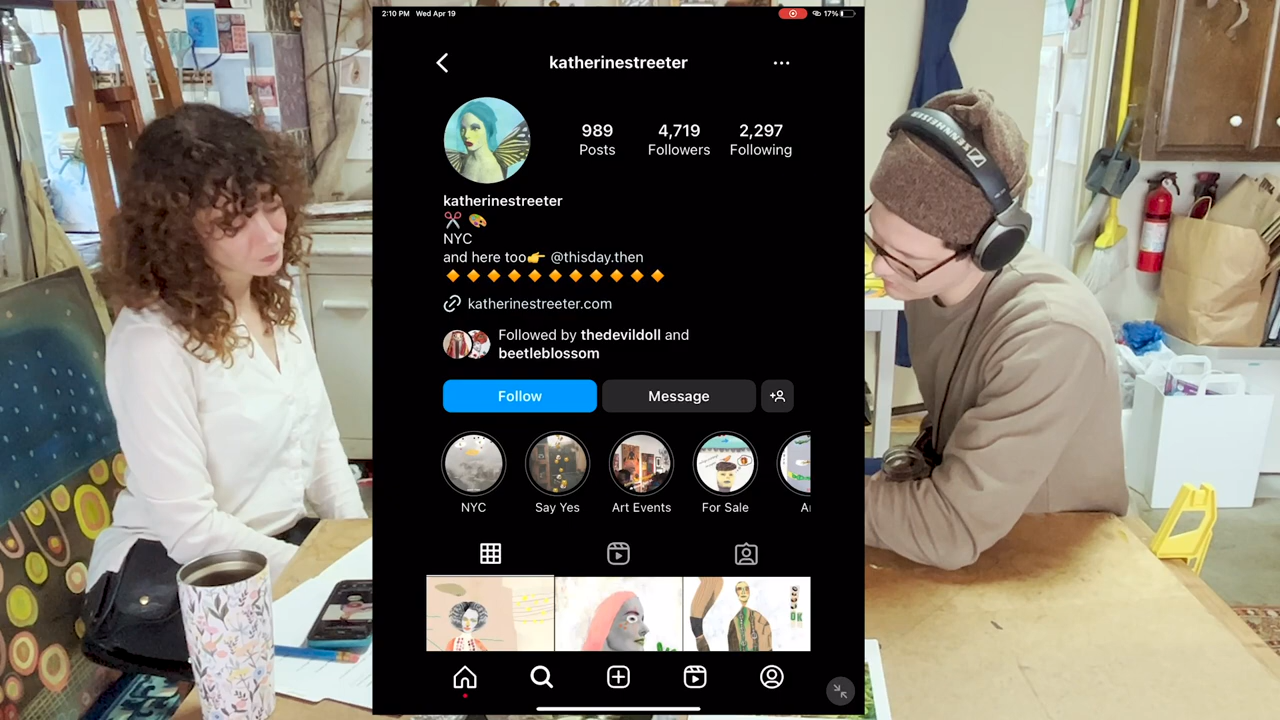 2:10 PM Wed Apr 19
17%
katherinestreeter
989 4,719 2,297
Posts Followers Following
katherinestreeter
NYC
and here too👉 @thisday.then
katherinestreeter.com
Followed by thedevildoll and
beetleblossom
Follow Message
NYC Say Yes Art Events For Sale
OK
SENNHEISER